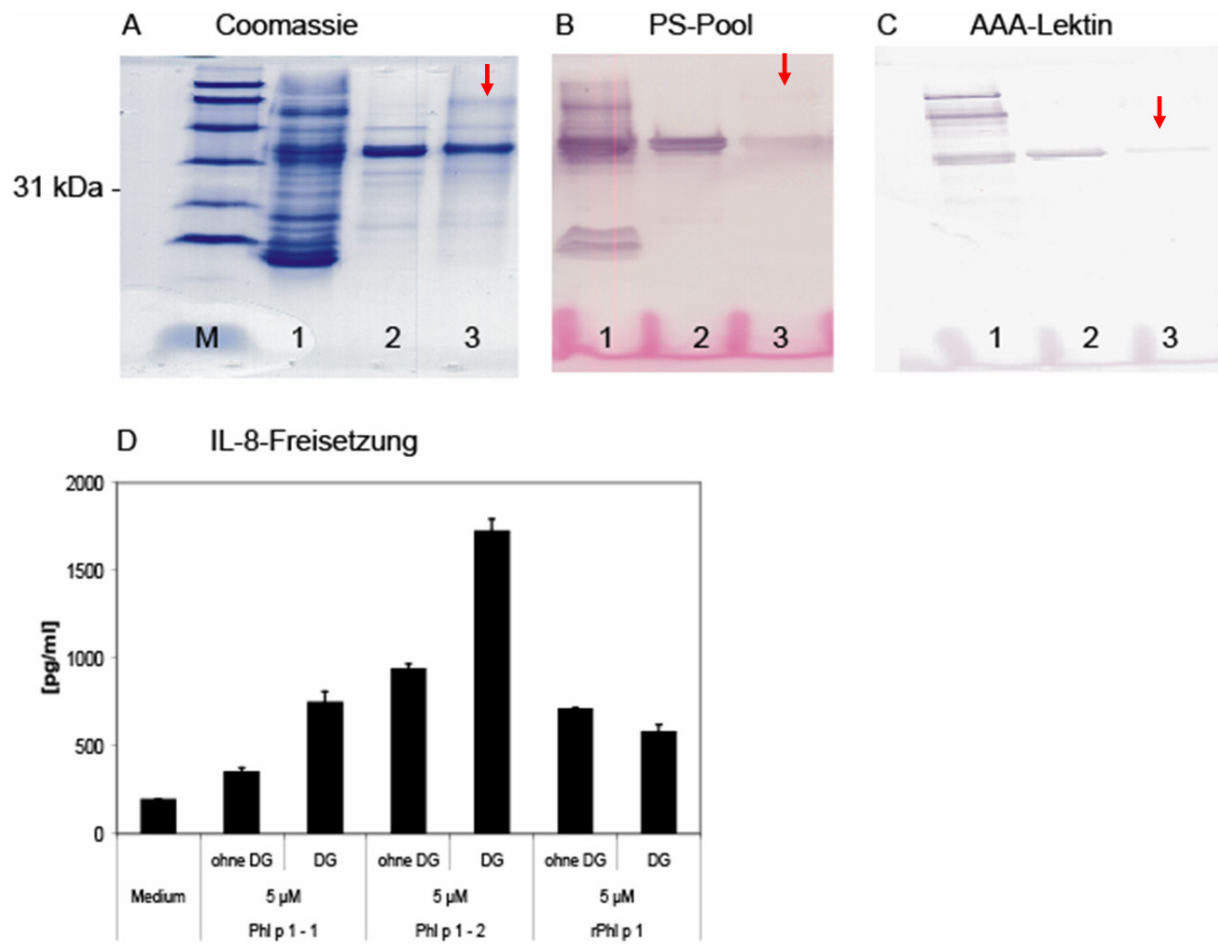 A Coomassie B PS-Pool C AAA-Lektin
31 kDa -
M 1 2 3 1 2 3 1 2 3
D IL-8-Freisetzung
2000
1500
1000
500
0
[pg/ml]
ohne DG DG ohne DG DG ohne DG DG
Medium 5 µM 5 µM 5 µM
Phl p 1 - 1 Phl p 1 - 2 rPhl p 1